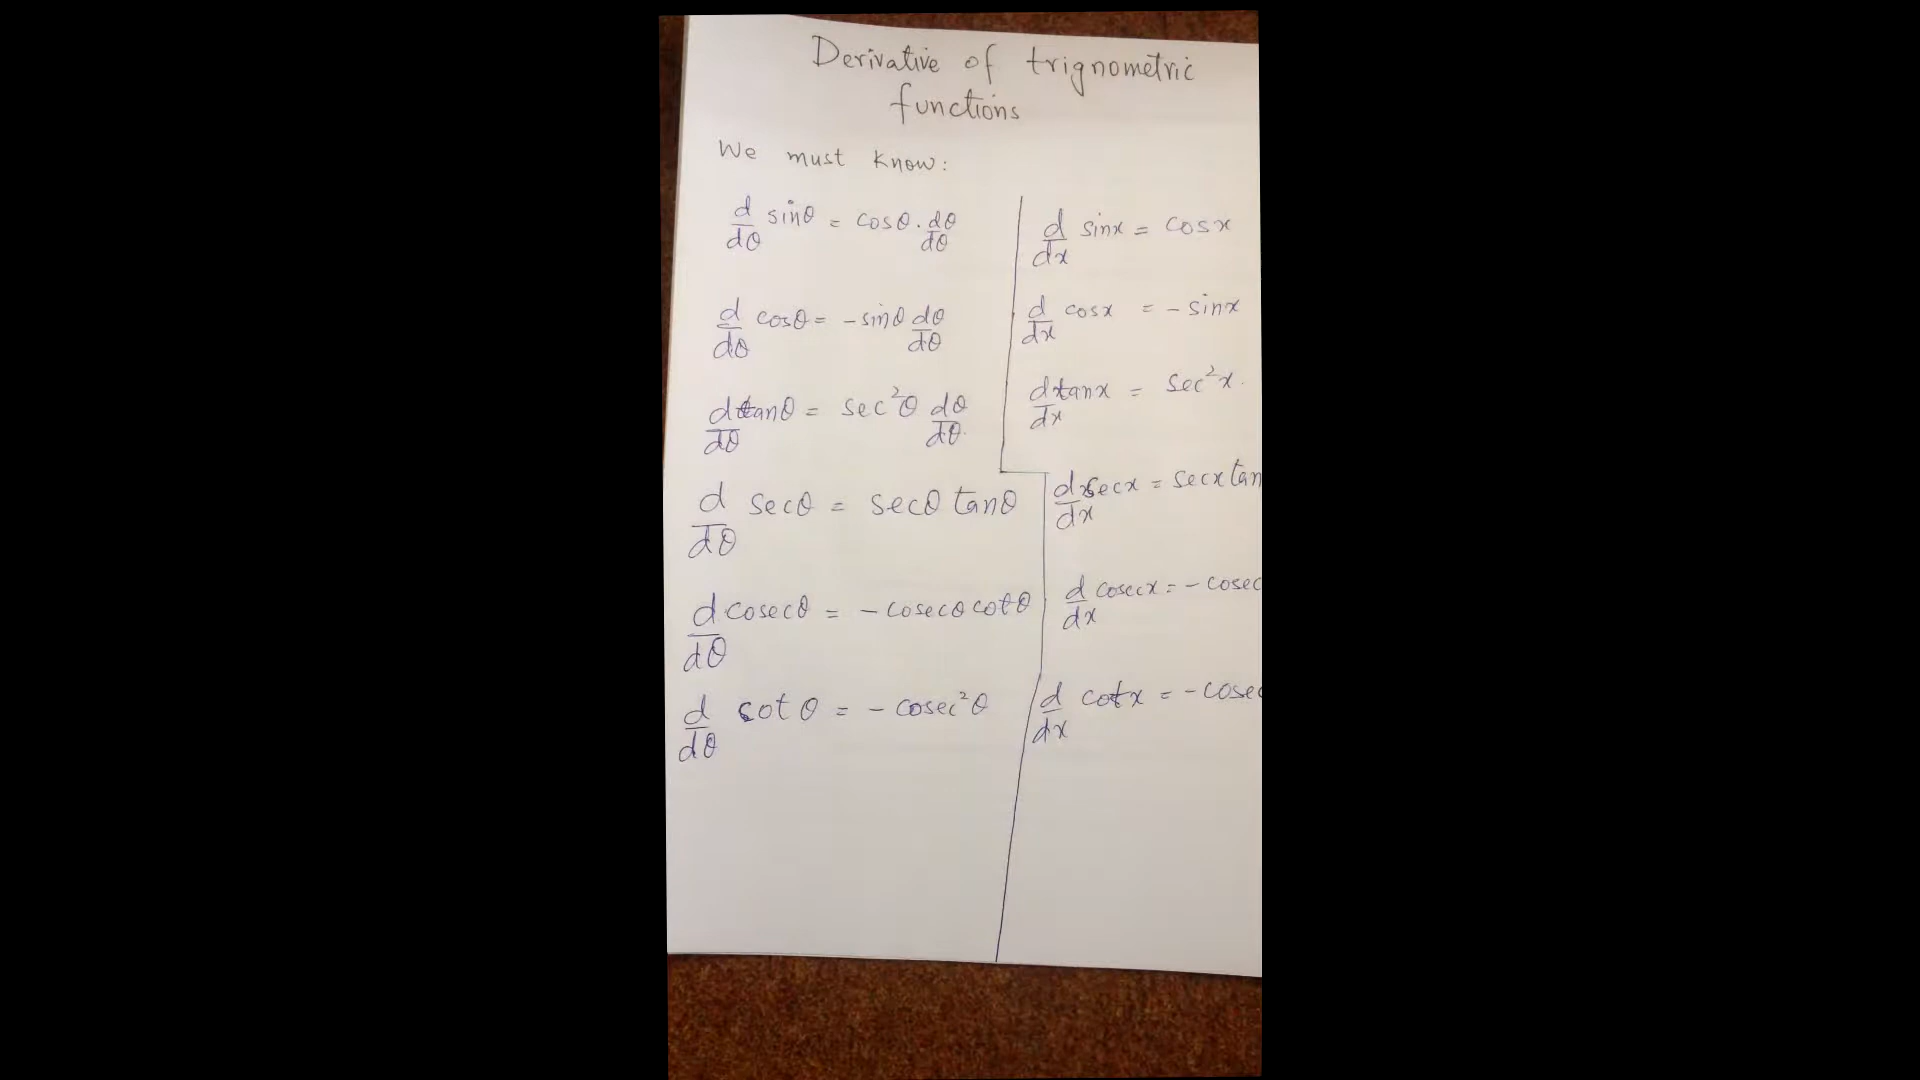 Derivative of trignometric
functions
We must know:
d/dθ sinθ = cosθ . dθ/dθ
d/dθ cosθ = - sinθ dθ/dθ
d/dθ tanθ = sec²θ dθ/dθ
d/dθ secθ = secθ tanθ
d/dθ cosecθ = - cosecθ cotθ
d/dθ cot θ = - cosec²θ
d/dx sinx = cosx
d/dx cosx = - sinx
d/dx tanx = sec²x
d/dx secx = secx tan
d/dx cosecx = - cosec
d/dx cotx = - cosec